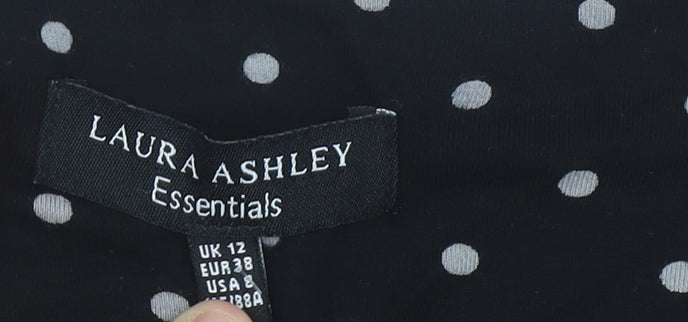 LAURA ASHLEY
Essentials
UK 12
EUR 38
USA 8